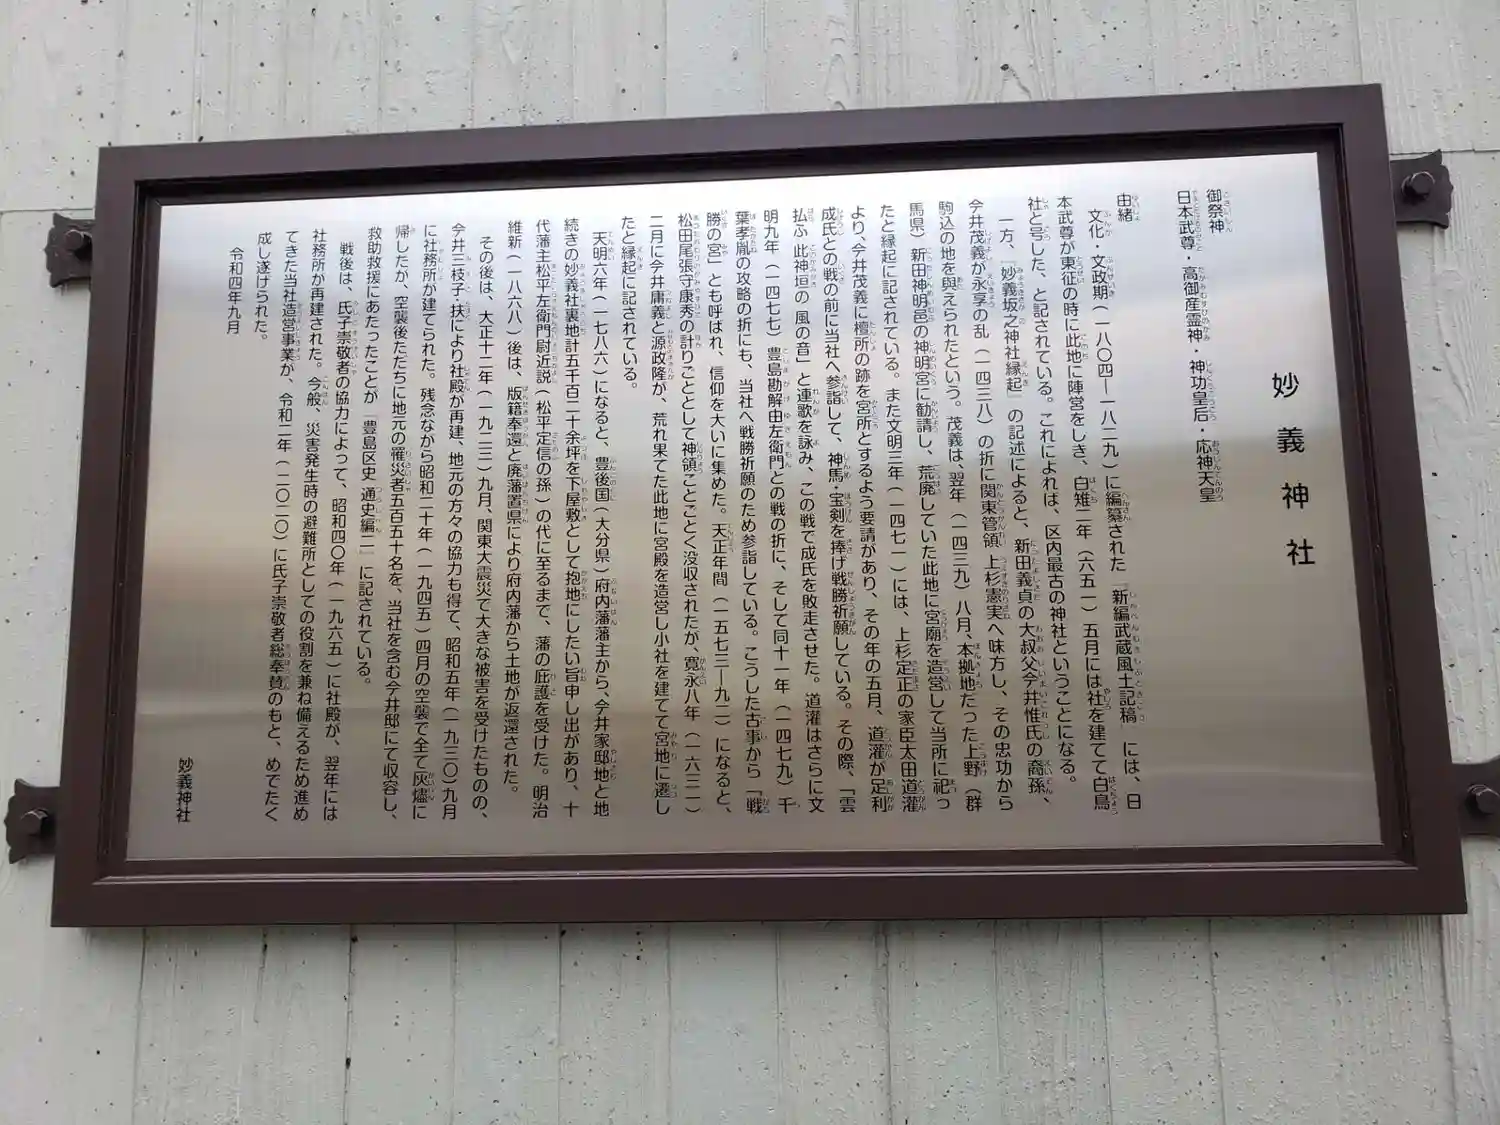 妙義神社
御祭神
日本武尊・高御産霊神・神功皇后・応神天皇
由緒
文化・文政期(一八〇四―一八二九)に編纂された『新編武蔵風土記稿』には、日
本武尊が東征の時に此地に陣営をしき、白雉二年(六五一)五月には社を建てて白鳥
社と号した、と記されている。これによれば、区内最古の神社ということになる。
一方、『妙義坂之神社縁起』の記述によると、新田義貞の大叔父今井惟氏の裔孫、
今井茂義が永享の乱(一四三八)の折に関東管領 上杉憲実へ味方し、その忠功から
駒込の地を與えられたという。茂義は、翌年(一四三九)八月、本拠地だった上野(群
馬県)新田神明邑の神明宮に勧請し、荒廃していた此地に宮廟を造営して当所に祀っ
たと縁起に記されている。また文明三年(一四七一)には、上杉定正の家臣太田道灌
より、今井茂義に檀所の跡を宮所とするよう要請があり、その年の五月、道灌が足利
成氏との戦の前に当社へ参詣して、神馬・宝剣を捧げ戦勝祈願している。その際、「雲
払ふ 此神垣の 風の音」と連歌を詠み、この戦で成氏を敗走させた。道灌はさらに文
明九年(一四七七)豊島勘解由左衛門との戦の折に、そして同十一年(一四七九)千
葉孝胤の攻略の折にも、当社へ戦勝祈願のため参詣している。こうした古事から『戦
勝の宮』とも呼ばれ、信仰を大いに集めた。天正年間(一五七三―九二)になると、
松田尾張守康秀の計りごととして神領ことごとく没収されたが、寛永八年(一六三一)
二月に今井庸義と源政隆が、荒れ果てた此地に宮殿を造営し小社を建てて宮地に遷し
たと縁起に記されている。
天明六年(一七八六)になると、豊後国(大分県)府内藩藩主から、今井家邸地と地
続きの妙義社裏地計五千百二十余坪を下屋敷として抱地にしたい旨申し出があり、十
代藩主松平左衛門尉近説(松平定信の孫)の代に至るまで、藩の庇護を受けた。明治
維新(一八六八)後は、版籍奉還と廃藩置県により府内藩から土地が返還された。
その後は、大正十二年(一九二三)九月、関東大震災で大きな被害を受けたものの、
今井三枝子・扶により社殿が再建、地元の方々の協力も得て、昭和五年(一九三〇)九月
に社務所が建てられた。残念ながら昭和二十年(一九四五)四月の空襲で全て灰燼に
帰したが、空襲後ただちに地元の罹災者五百五十名を、当社を含む今井邸にて収容し、
救助救援にあたったことが『豊島区史 通史編二』に記されている。
戦後は、氏子崇敬者の協力によって、昭和四〇年(一九六五)に社殿が、翌年には
社務所が再建された。今般、災害発生時の避難所としての役割を兼ね備えるため進め
てきた当社造営事業が、令和二年(二〇二〇)に氏子崇敬者総奉賛のもと、めでたく
成し遂げられた。
令和四年九月
妙義神社